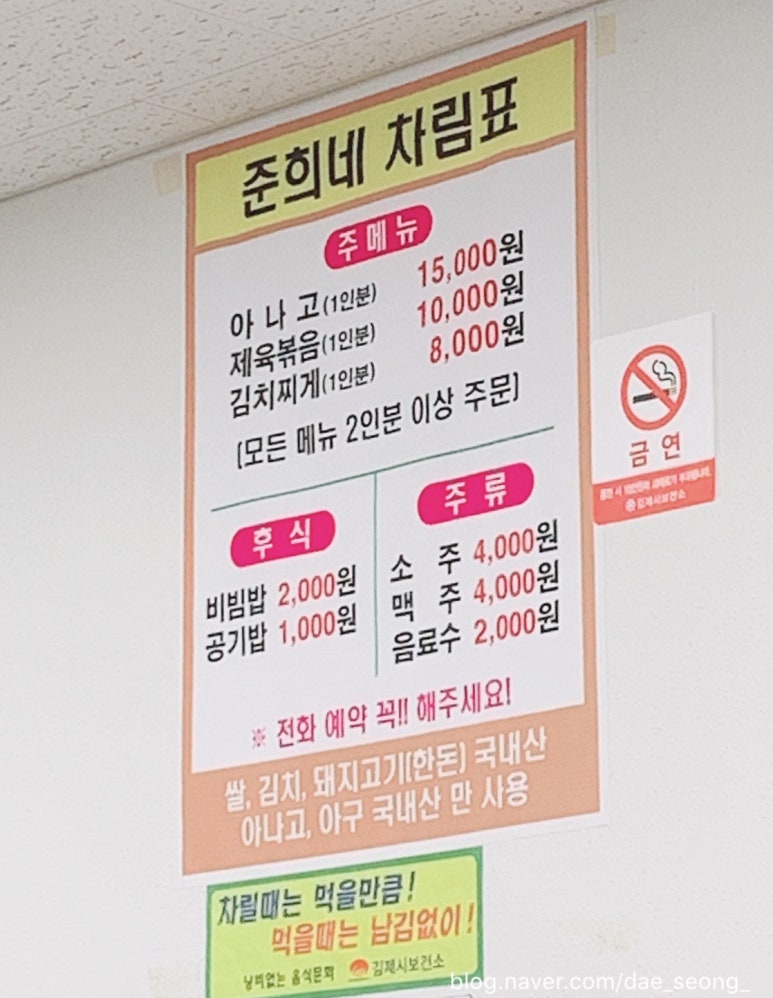 준희네 차림표
주메뉴
아나고(1인분) 15,000원
제육볶음(1인분) 10,000원
김치찌게(1인분) 8,000원
(모든 메뉴 2인분 이상 주문)
후식
비빔밥 2,000원
공기밥 1,000원
주류
소주 4,000원
맥주 4,000원
음료수 2,000원
※ 전화 예약 꼭!! 해주세요!
쌀, 김치, 돼지고기(한돈) 국내산
아나고, 아구 국내산 만 사용
금연
김제시보건소
차릴때는 먹을만큼!
먹을때는 남김없이!
낭비없는 음식문화 김제시보건소
blog.naver.com/dae_seong_